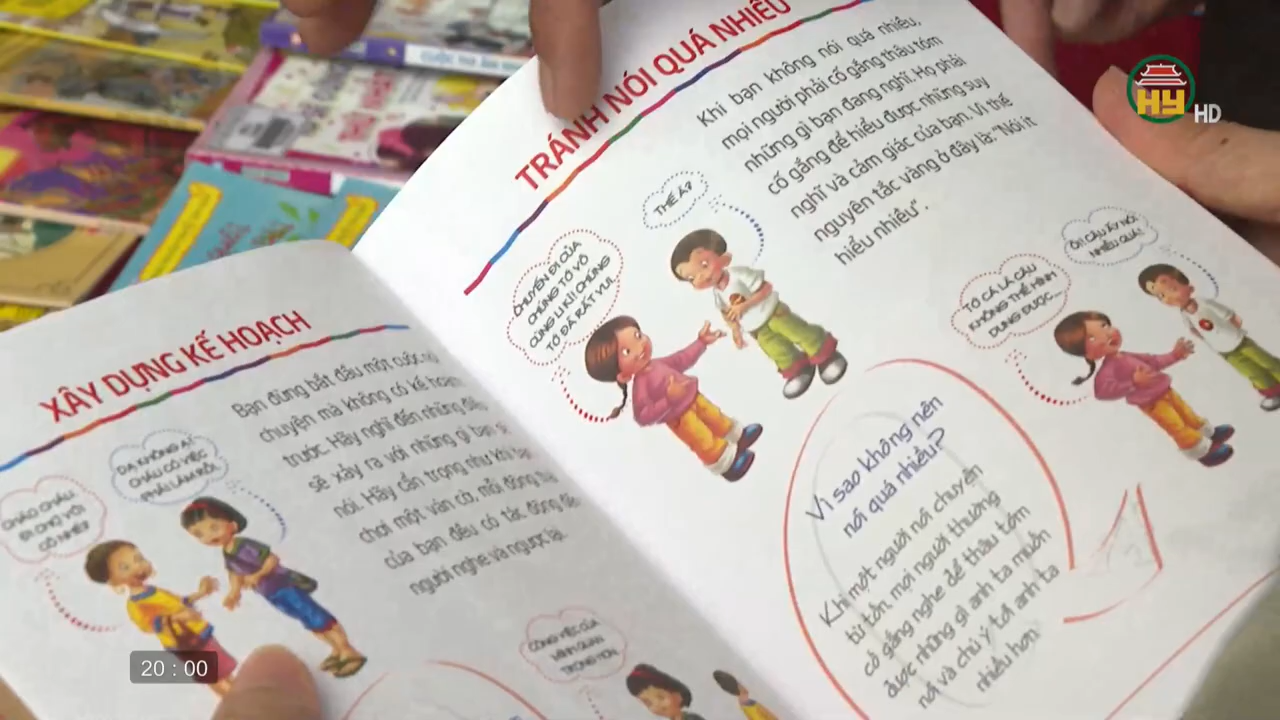 XÂY DỰNG KẾ HOẠCH
Bạn đừng bắt đầu một cuộc
chuyện mà không có kế hoạch
trước. Hãy nghĩ đến những điều
sẽ xảy ra với những gì bạn
nói. Hãy cẩn trọng như khi
chơi một ván cờ, mỗi động
của bạn đều có tác động đến
người nghe và ngược lại.
CHÁO CHÁU
ĐI CHỢ VỚI
CÔ NHÉ?
DẠ KHÔNG Ạ!
CHÁU CÓ VIỆC
PHẢI LÀM RỒI.
CÔNG VIỆC CỦA
MÌNH QUAN
TRỌNG
TRÁNH NÓI QUÁ NHIỀU
Khi bạn không nói quá nhiều,
mọi người phải cố gắng thâu tóm
những gì bạn đang nghĩ. Họ phải
cố gắng để hiểu được những suy
nghĩ và cảm giác của bạn. Vì thế
nguyên tắc vàng ở đây là: "Nói ít
hiểu nhiều".
CHUYẾN ĐI CỦA
CHÚNG TỚ VÔ
CÙNG LI KÌ! CHÚNG
TỚ ĐÃ RẤT VUI.
THẾ Á?
TỚ CÁ LÀ CẬU
KHÔNG THỂ HÌNH
DUNG ĐƯỢC...
ÔI! CẬU ẤY NÓI
NHIỀU QUÁ!
Vì sao không nên
nói quá nhiều?
Khi một người nói chuyện
từ tốn, mọi người thường
cố gắng nghe để thâu tóm
được những gì anh ta muốn
nói và chú ý tới anh ta
nhiều hơn.
HY HD
20 : 00